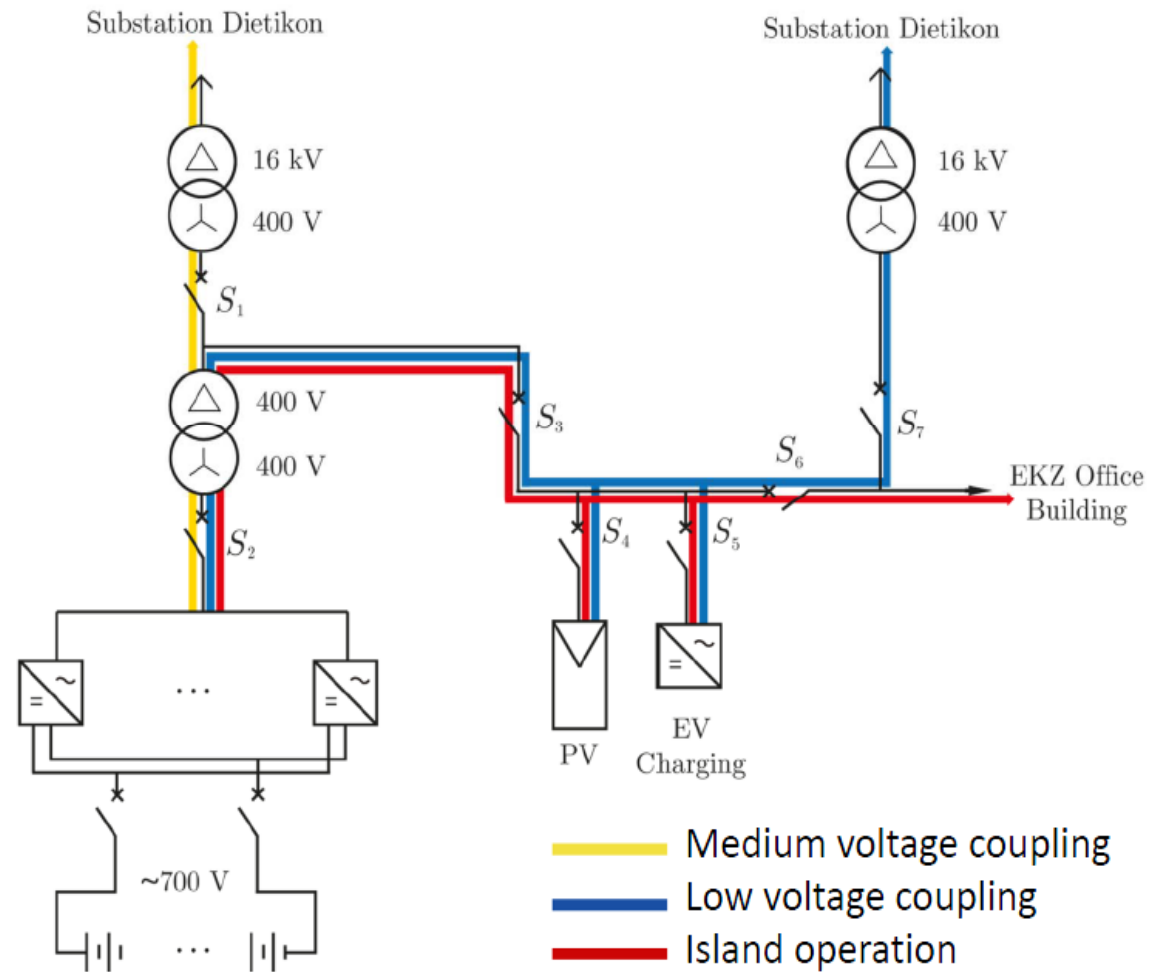 Substation Dietikon
Substation Dietikon
16 kV
400 V
16 kV
400 V
S₁
400 V
400 V
S₃
S₇
S₆
EKZ Office
Building
S₂
S₄
S₅
~
=
...
~
=
~
=
PV
EV
Charging
~700 V
...
Medium voltage coupling
Low voltage coupling
Island operation